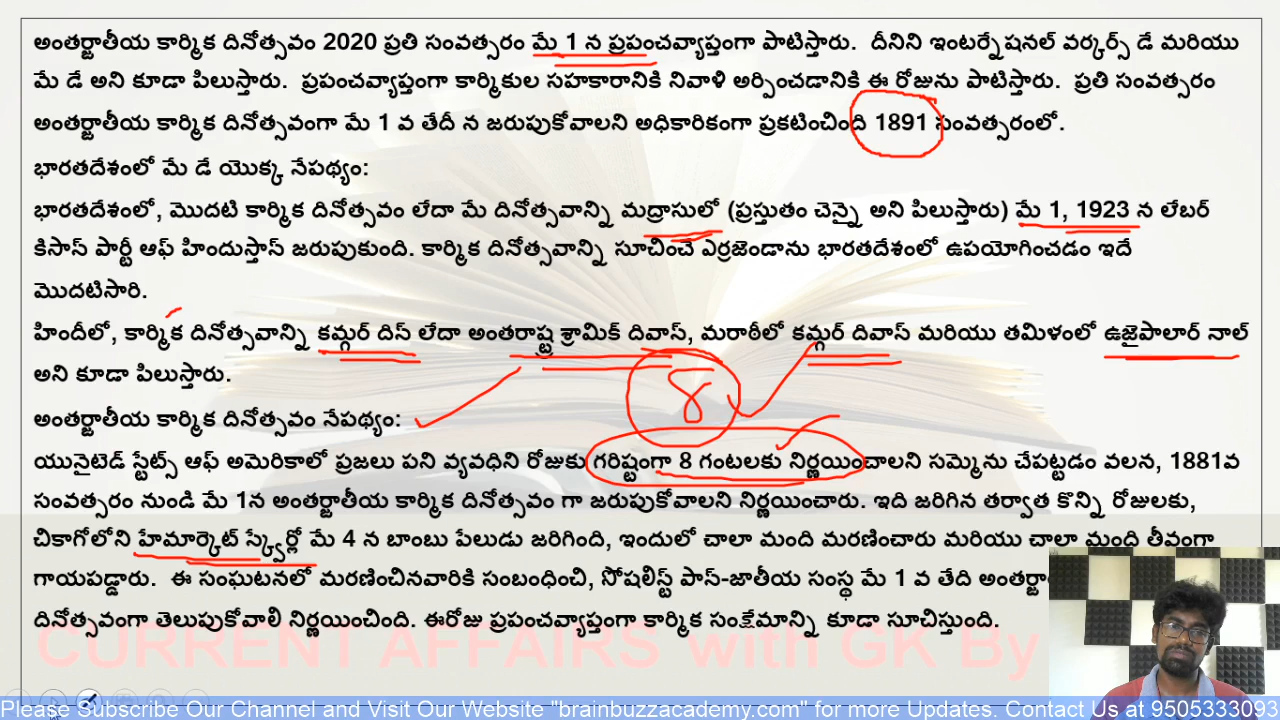 అంతర్జాతీయ కార్మిక దినోత్సవం 2020 ప్రతి సంవత్సరం మే 1 న ప్రపంచవ్యాప్తంగా పాటిస్తారు. దీనిని ఇంటర్నేషనల్ వర్కర్స్ డే మరియు
మే డే అని కూడా పిలుస్తారు. ప్రపంచవ్యాప్తంగా కార్మికుల సహకారానికి నివాళి అర్పించడానికి ఈ రోజును పాటిస్తారు. ప్రతి సంవత్సరం
అంతర్జాతీయ కార్మిక దినోత్సవంగా మే 1 వ తేదీ న జరుపుకోవాలని అధికారికంగా ప్రకటించింది 1891 సంవత్సరంలో.
భారతదేశంలో మే డే యొక్క నేపథ్యం:
భారతదేశంలో, మొదటి కార్మిక దినోత్సవం లేదా మే దినోత్సవాన్ని మద్రాసులో (ప్రస్తుతం చెన్నై అని పిలుస్తారు) మే 1, 1923 న లేబర్
కిసాస్ పార్టీ ఆఫ్ హిందుస్తాస్ జరుపుకుంది. కార్మిక దినోత్సవాన్ని సూచించే ఎర్రజెండాను భారతదేశంలో ఉపయోగించడం ఇదే
మొదటిసారి.
హిందీలో, కార్మిక దినోత్సవాన్ని కమ్గర్ దిస్ లేదా అంతరాష్ట్ర శ్రామిక్ దివాస్, మరాఠీలో కమ్గర్ దివాస్ మరియు తమిళంలో ఉజైపాలార్ నాల్
అని కూడా పిలుస్తారు.
8
అంతర్జాతీయ కార్మిక దినోత్సవం నేపథ్యం:
యునైటెడ్ స్టేట్స్ ఆఫ్ అమెరికాలో ప్రజలు పని వ్యవధిని రోజుకు గరిష్టంగా 8 గంటలకు నిర్ణయించాలని సమ్మెను చేపట్టడం వలన, 1881వ
సంవత్సరం నుండి మే 1న అంతర్జాతీయ కార్మిక దినోత్సవం గా జరుపుకోవాలని నిర్ణయించారు. ఇది జరిగిన తర్వాత కొన్ని రోజులకు,
చికాగోలోని హేమార్కెట్ స్క్వేర్లో మే 4 న బాంబు పేలుడు జరిగింది, ఇందులో చాలా మంది మరణించారు మరియు చాలా మంది తీవంగా
గాయపడ్డారు. ఈ సంఘటనలో మరణించినవారికి సంబంధించి, సోషలిస్ట్ పాస్-జాతీయ సంస్థ మే 1 వ తేది
దినోత్సవంగా తెలుపుకోవాలి నిర్ణయించింది. ఈరోజు ప్రపంచవ్యాప్తంగా కార్మిక సంక్షేమాన్ని కూడా సూచిస్తుంది.
CURRENT AFFAIRS with GK By
Please Subscribe Our Channel and Visit Our Website "brainbuzzacademy.com" for more Updates. Contact Us at 9505333093